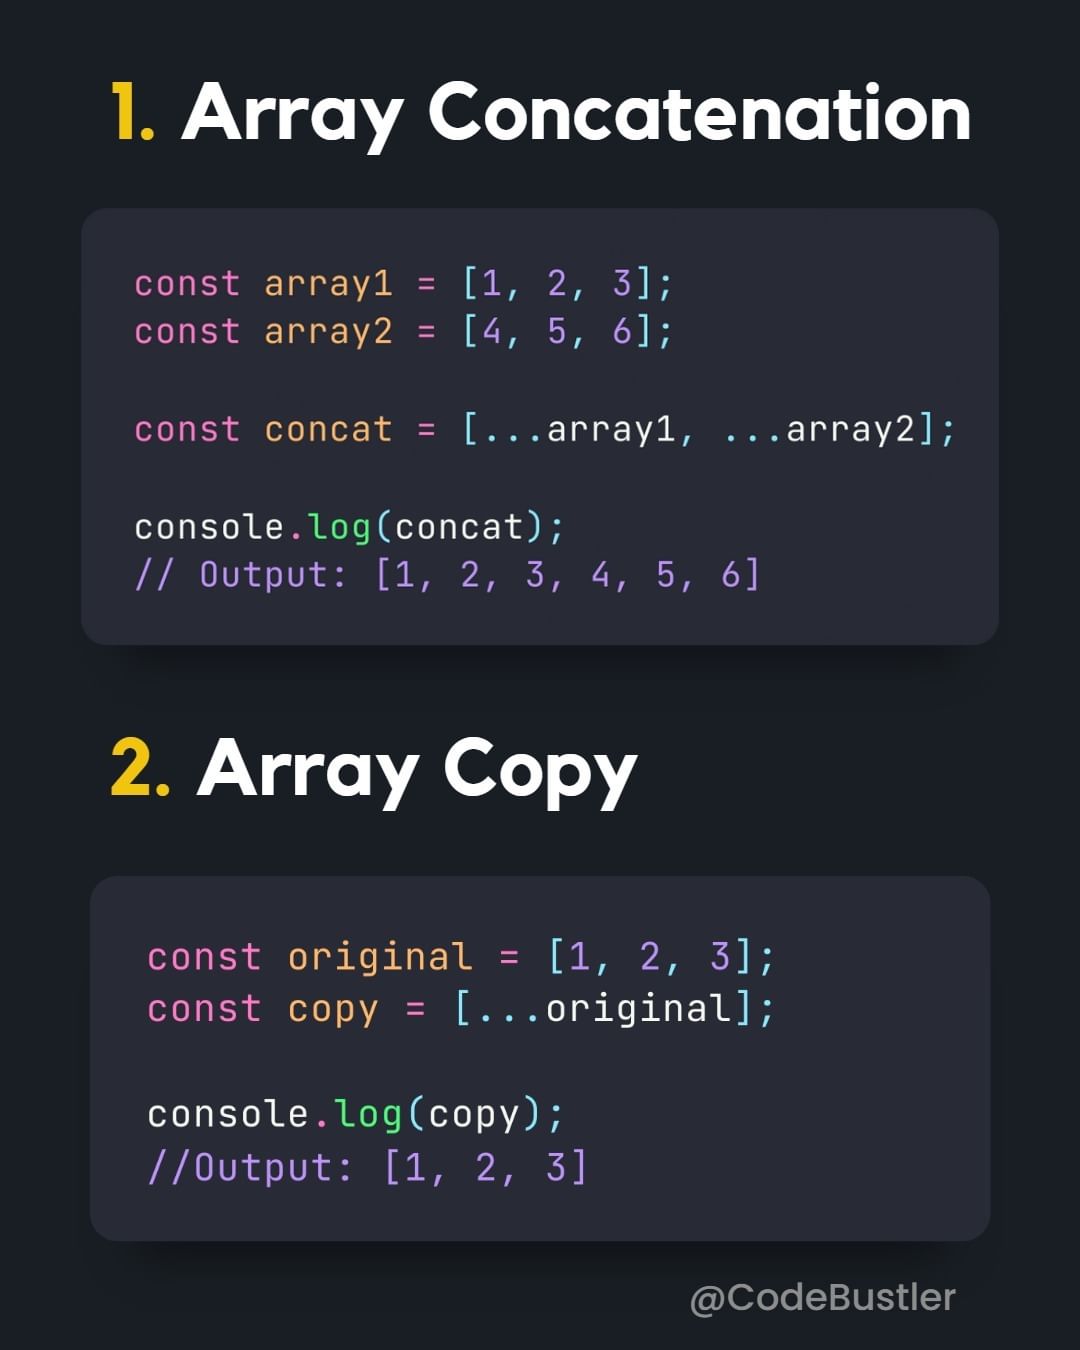 1. Array Concatenation
const array1 = [1, 2, 3];
const array2 = [4, 5, 6];
const concat = [...array1, ...array2];
console.log(concat);
// Output: [1, 2, 3, 4, 5, 6]
2. Array Copy
const original = [1, 2, 3];
const copy = [...original];
console.log(copy);
//Output: [1, 2, 3]
@CodeBustler